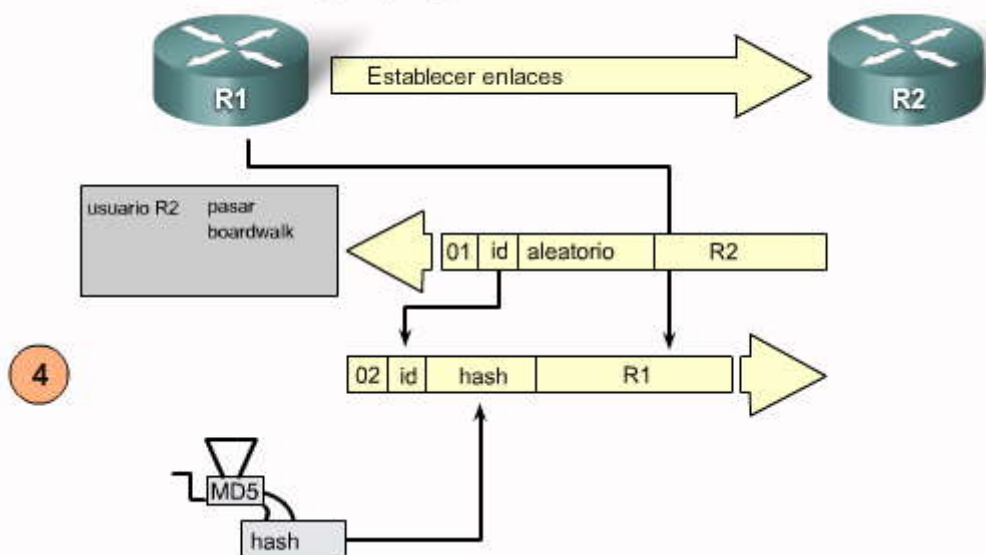 R1
Establecer enlaces
R2
usuario R2 pasar
boardwalk
01 id aleatorio R2
4
02 id hash R1
MD5
hash